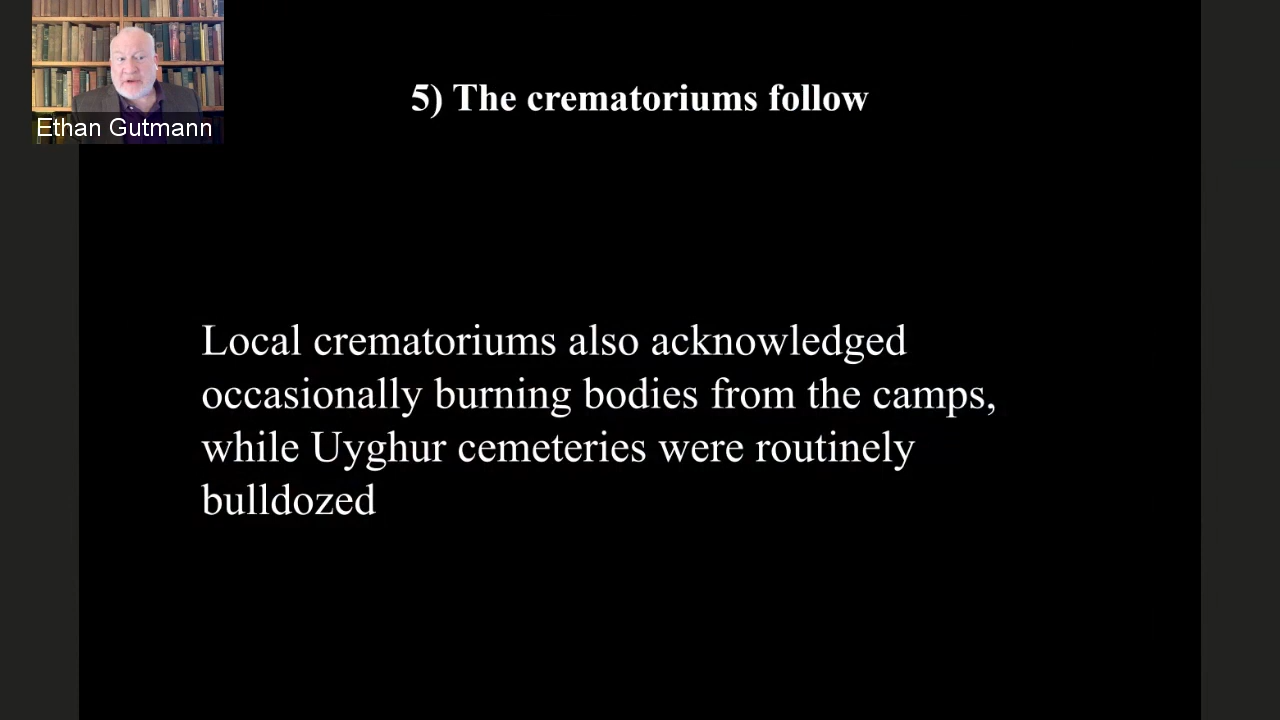 5) The crematoriums follow
Ethan Gutmann
Local crematoriums also acknowledged
occasionally burning bodies from the camps,
while Uyghur cemeteries were routinely
bulldozed